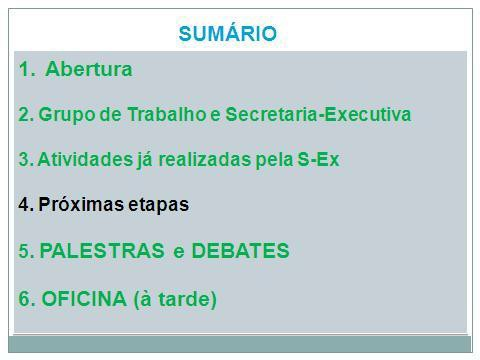 SUMÁRIO
1. Abertura
2. Grupo de Trabalho e Secretaria-Executiva
3. Atividades já realizadas pela S-Ex
4. Próximas etapas
5. PALESTRAS e DEBATES
6. OFICINA (à tarde)